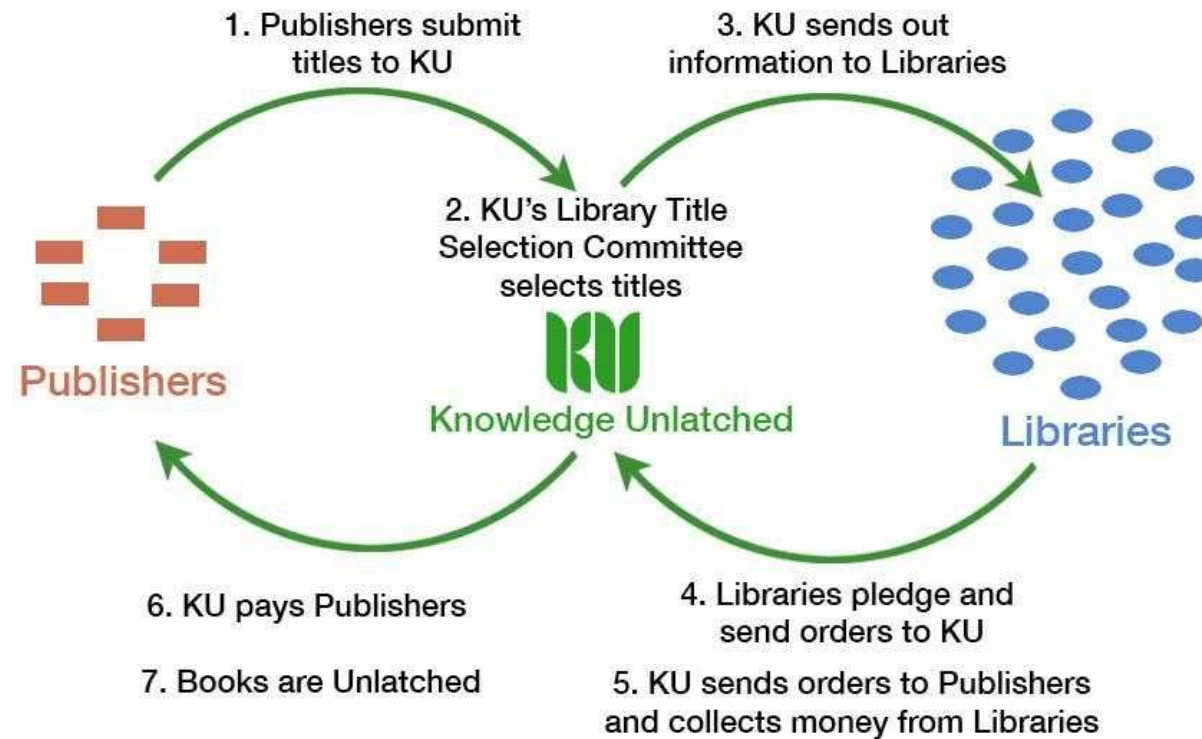 1. Publishers submit
titles to KU
3. KU sends out
information to Libraries
2. KU’s Library Title
Selection Committee
selects titles
KU
Publishers
Knowledge Unlatched
Libraries
6. KU pays Publishers
7. Books are Unlatched
4. Libraries pledge and
send orders to KU
5. KU sends orders to Publishers
and collects money from Libraries